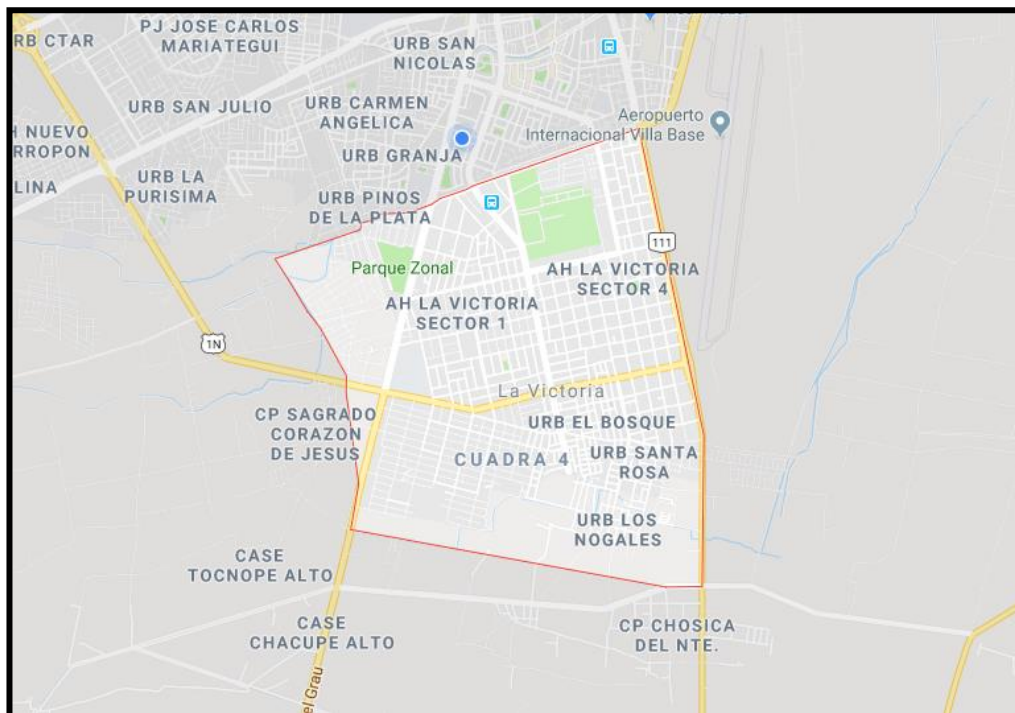 RB CTAR
PJ JOSE CARLOS
MARIATEGUI
URB SAN
NICOLAS
URB SAN JULIO
URB CARMEN
ANGELICA
Aeropuerto
Internacional Villa Base
H NUEVO
RROPON
URB GRANJA
LINA
URB LA
PURISIMA
URB PINOS
DE LA PLATA
111
Parque Zonal
AH LA VICTORIA
SECTOR 4
AH LA VICTORIA
SECTOR 1
1N
La Victoria
CP SAGRADO
CORAZON
DE JESUS
URB EL BOSQUE
CUADRA 4
URB SANTA
ROSA
URB LOS
NOGALES
CASE
TOCNOPE ALTO
CASE
CHACUPE ALTO
CP CHOSICA
DEL NTE.
el Grau